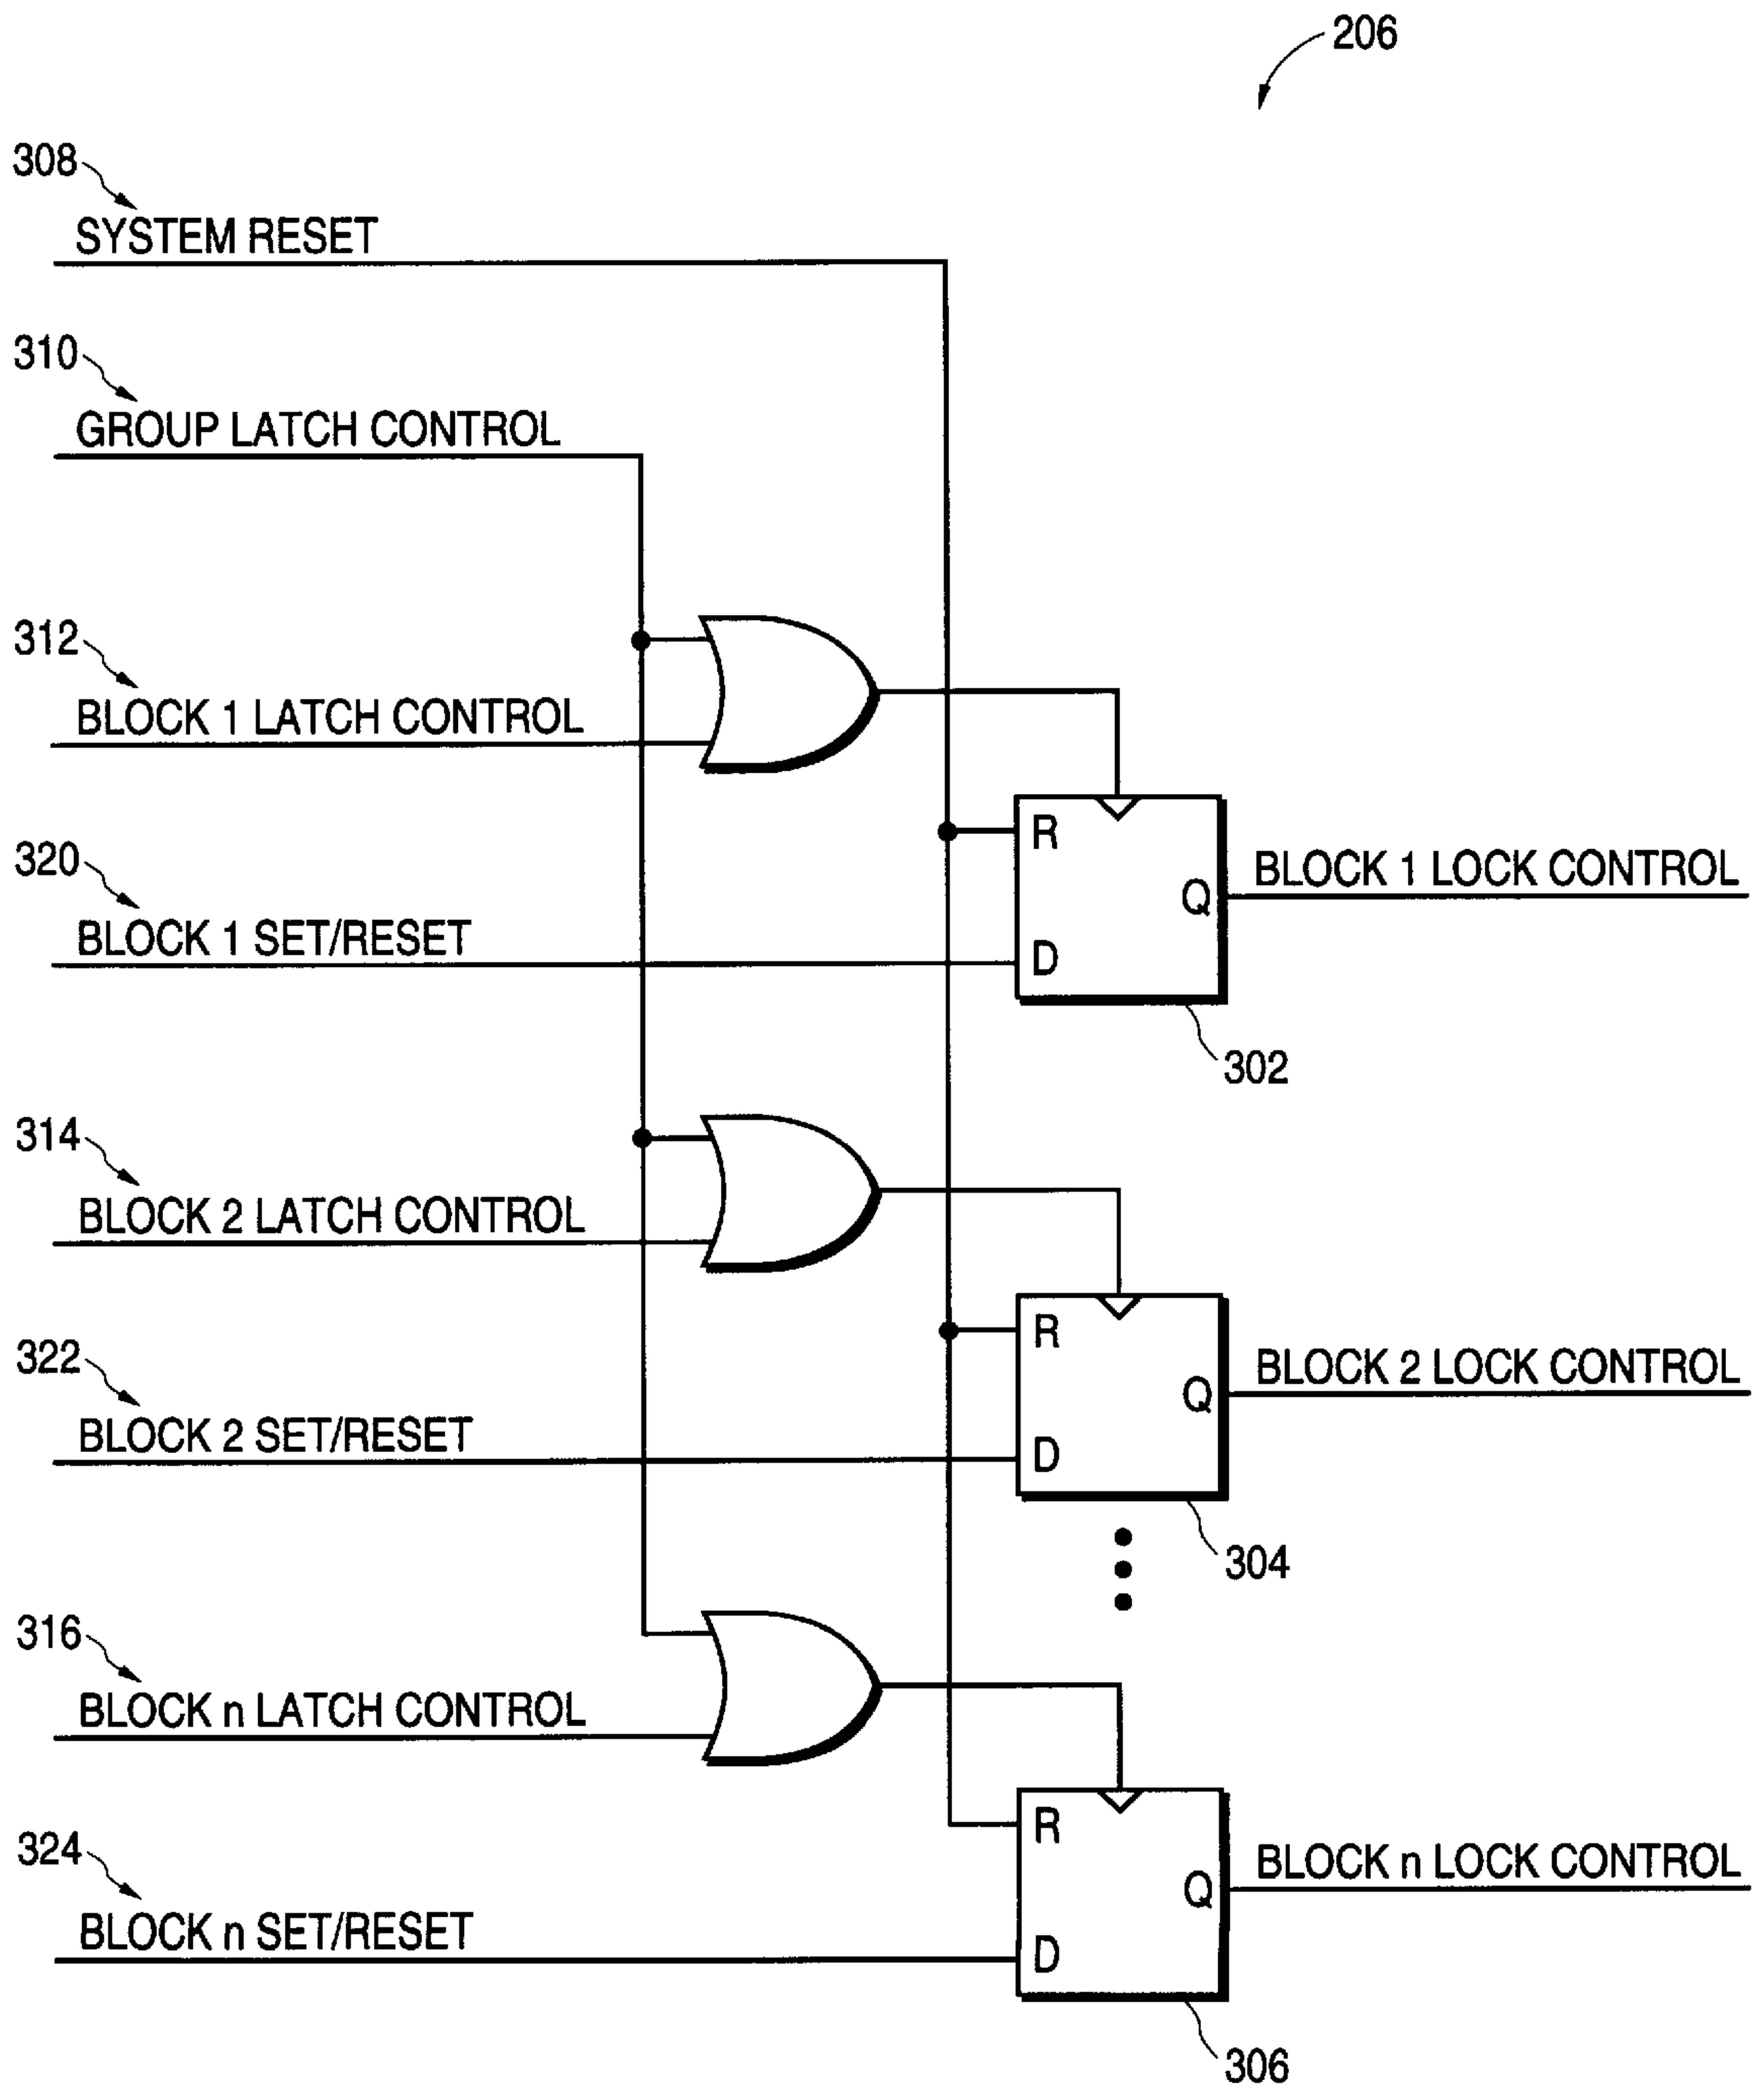 206
308
SYSTEM RESET
310
GROUP LATCH CONTROL
312
BLOCK 1 LATCH CONTROL
320
BLOCK 1 SET/RESET
R
Q
D
BLOCK 1 LOCK CONTROL
302
314
BLOCK 2 LATCH CONTROL
322
BLOCK 2 SET/RESET
R
Q
D
BLOCK 2 LOCK CONTROL
304
316
BLOCK n LATCH CONTROL
324
BLOCK n SET/RESET
R
Q
D
BLOCK n LOCK CONTROL
306